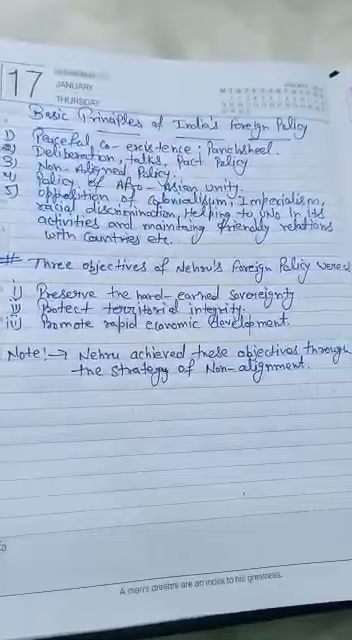 17
JANUARY
THURSDAY
Basic Principles of India's Foreign Policy
1) Peaceful Co-existence; Panchsheel.
2) Deliberation, talks, Pact Policy
3) Non-Aligned Policy.
4) Policy of Afro-Asian unity.
5) opposition of Colonialism, Imperialism,
racial discrimination, Helping to UNO in its
activities and maintaing friendly relations
with Countries etc.
# Three objectives of Nehru's Foreign Policy were:
i) Preserve the hard-earned sovereignty
ii) Protect territorial integrity.
iii) Promote rapid economic development.
Note:→ Nehru achieved these objectives through
the strategy of Non-alignment.
A man's dreams are an index to his greatness.